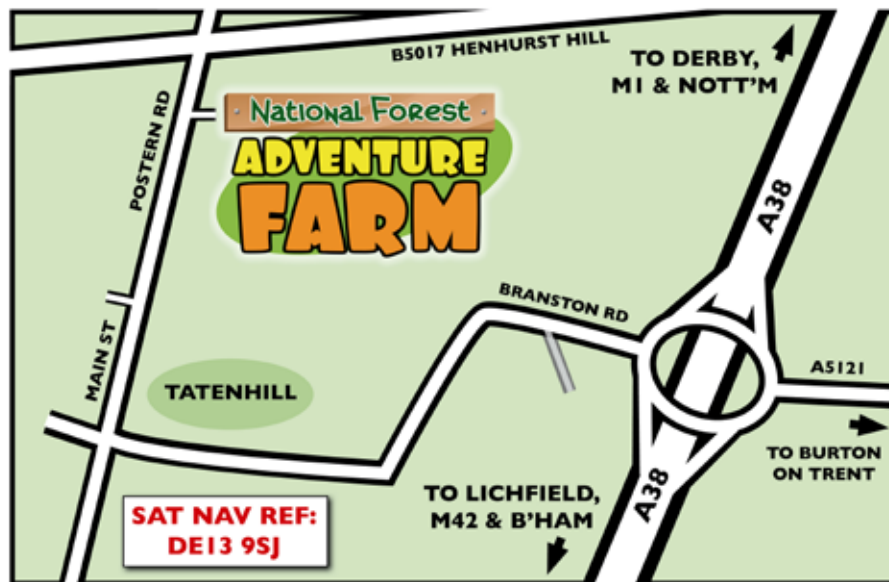 B5017 HENHURST HILL
TO DERBY,
M1 & NOTT'M
POSTERN RD
National Forest
ADVENTURE
FARM
A38
BRANSTON RD
MAIN ST
TATENHILL
A5121
TO BURTON
ON TRENT
TO LICHFIELD,
M42 & B'HAM
A38
SAT NAV REF:
DE13 9SJ